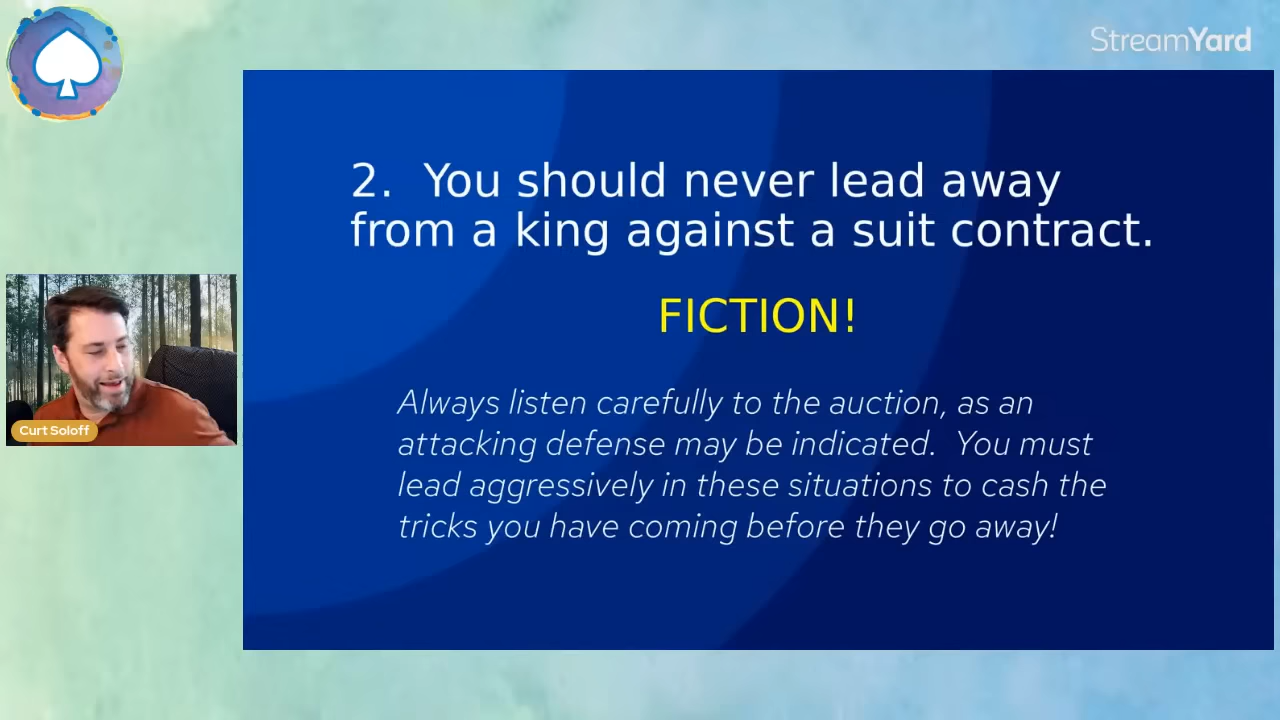 StreamYard
2. You should never lead away
from a king against a suit contract.
FICTION!
Always listen carefully to the auction, as an
attacking defense may be indicated. You must
lead aggressively in these situations to cash the
tricks you have coming before they go away!
Curt Soloff